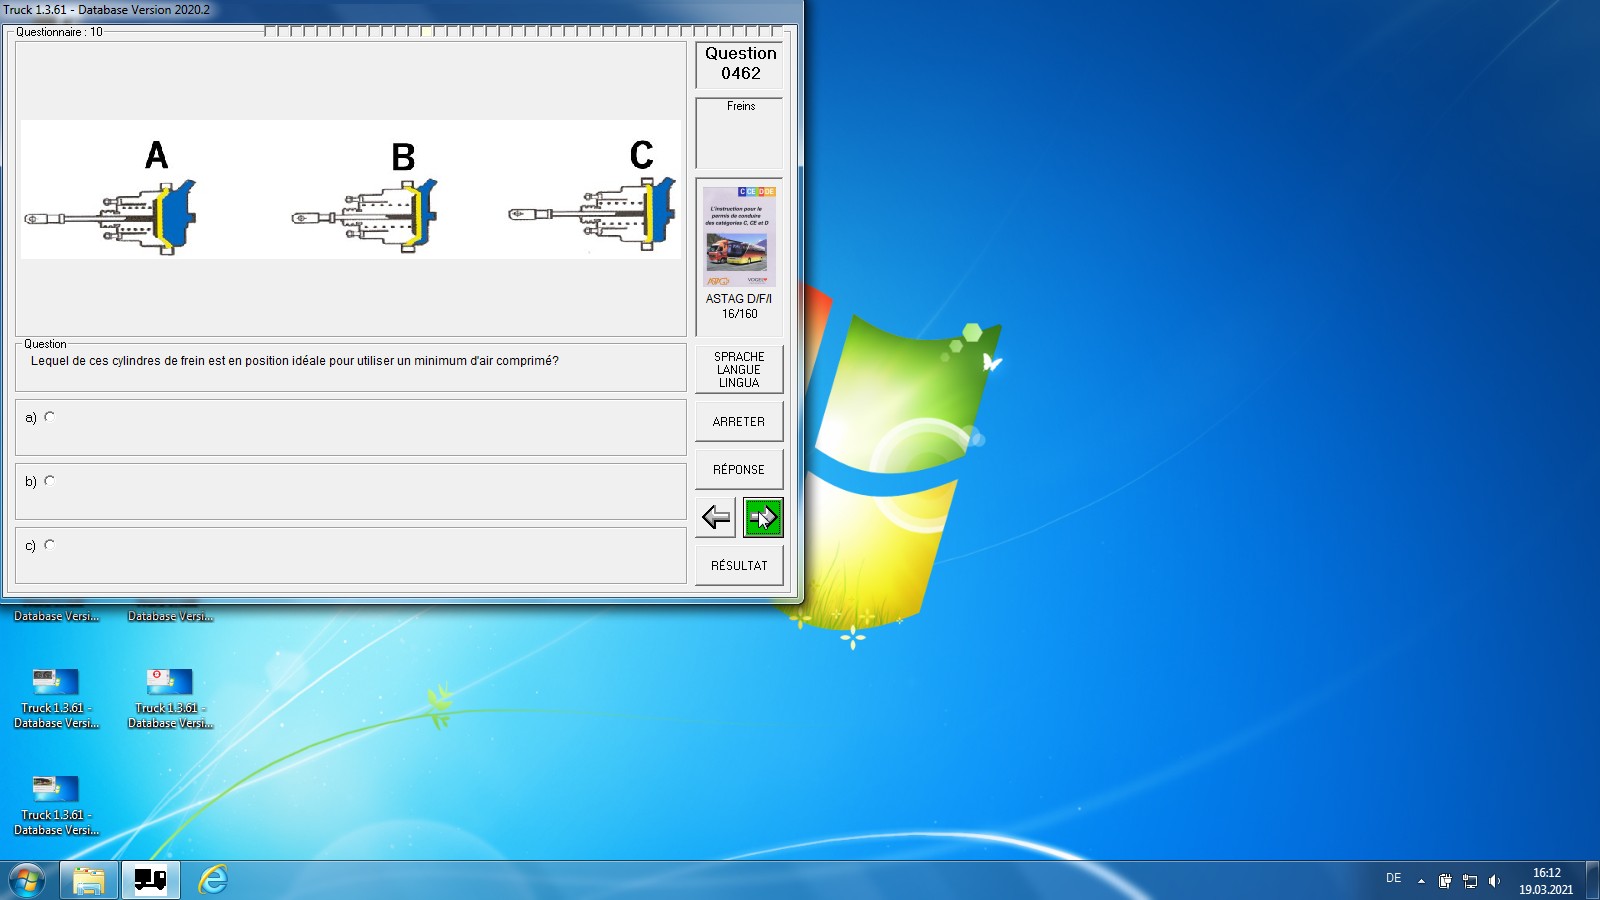 Truck 1.3.61 - Database Version 2020.2
Questionnaire : 10
A
B
C
Question
0462
Freins
C CE D DE
L'instruction pour le
permis de conduire
des catégories C, CE et D
ASTAG D/F/I
16/160
Question
Lequel de ces cylindres de frein est en position idéale pour utiliser un minimum d'air comprimé?
a)
b)
c)
SPRACHE
LANGUE
LINGUA
ARRETER
RÉPONSE
RÉSULTAT
Database Versi...
Database Versi...
Truck 1.3.61 -
Database Versi...
Truck 1.3.61 -
Database Versi...
Truck 1.3.61 -
Database Versi...
DE
16:12
19.03.2021